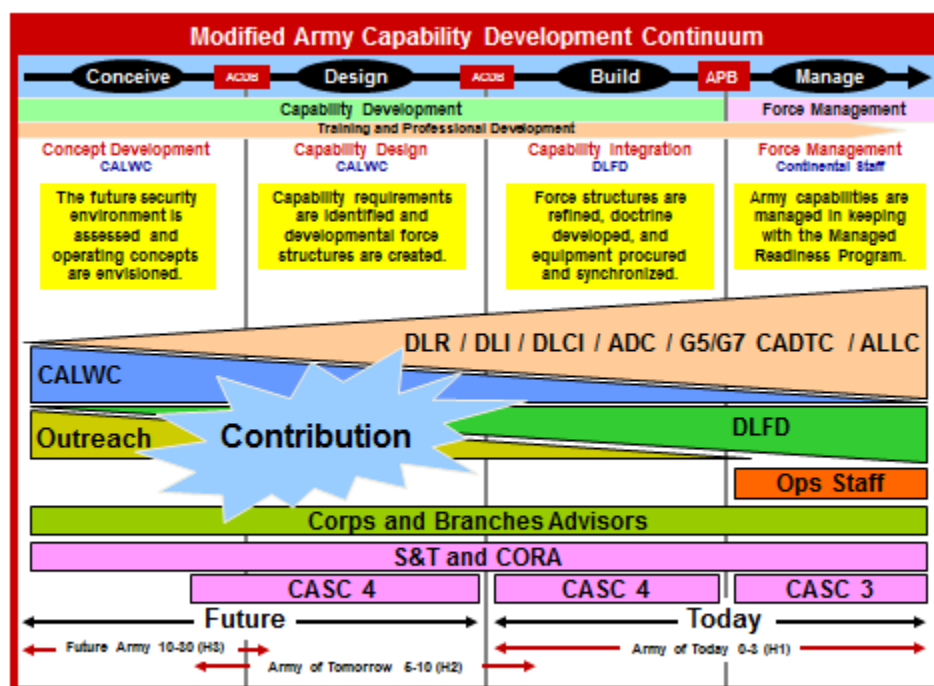 Modified Army Capability Development Continuum
Conceive ACDB Design ACDB Build APB Manage
Capability Development Force Management
Training and Professional Development
Concept Development Capability Design Capability Integration Force Management
CALWC CALWC DLFD Continental Staff
The future security
environment is
assessed and
operating concepts
are envisioned.
Capability requirements
are identified and
developmental force
structures are created.
Force structures are
refined, doctrine
developed, and
equipment procured
and synchronized.
Army capabilities are
managed in keeping
with the Managed
Readiness Program.
DLR / DLI / DLCI / ADC / G5/G7 CADTC / ALLC
CALWC
Outreach Contribution DLFD
Ops Staff
Corps and Branches Advisors
S&T and CORA
CASC 4 CASC 4 CASC 3
Future Today
Future Army 10-30 (H3) Army of Today 0-3 (H1)
Army of Tomorrow 5-10 (H2)